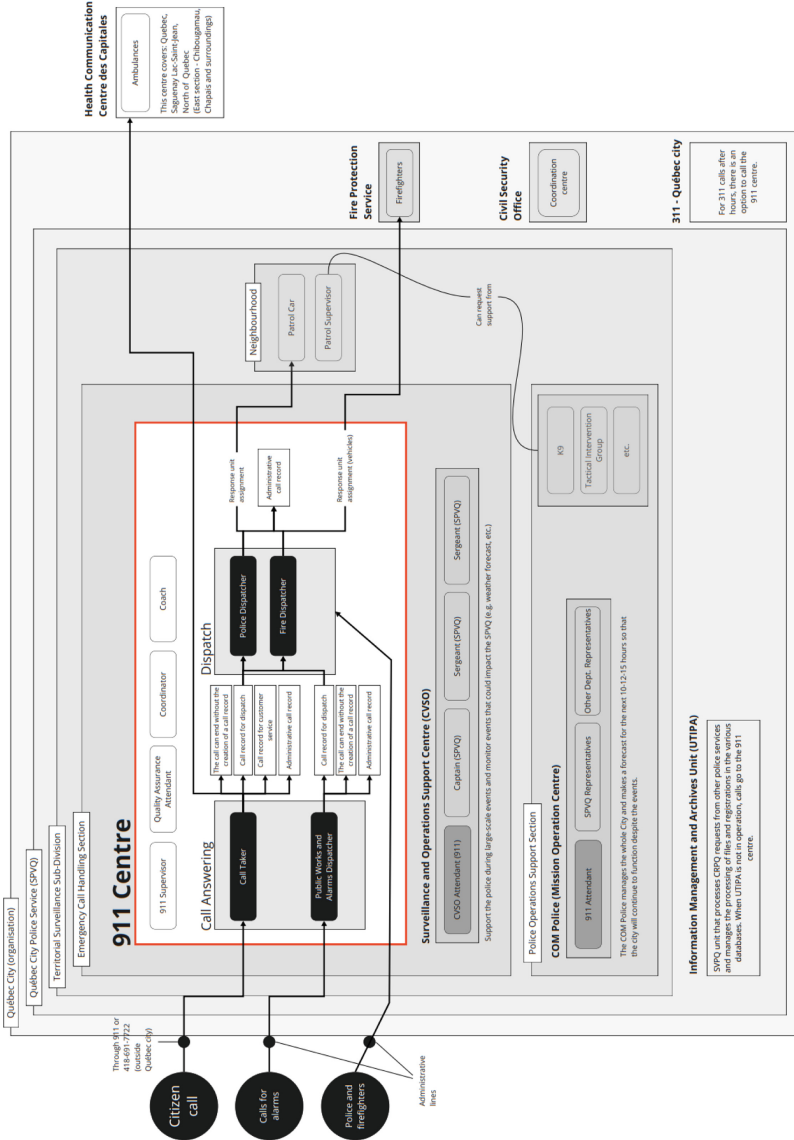 Québec City (organisation)
Québec City Police Service (SPVQ)
Territorial Surveillance Sub-Division
Emergency Call Handling Section
911 Centre
911 Supervisor
Quality Assurance
Attendant
Coordinator
Coach
Call Answering
Call Taker
Public Works and
Alarms Dispatcher
The call can end without the
creation of a call record
Call record for dispatch
Call record for customer
service
Administrative call record
Call record for dispatch
The call can end without the
creation of a call record
Administrative call record
Dispatch
Police Dispatcher
Fire Dispatcher
Response unit
assignment
Administrative
call record
Response unit
assignment (vehicles)
Neighbourhood
Patrol Car
Patrol Supervisor
Can request
support from
Health Communication
Centre des Capitales
Ambulances
This centre covers: Quebec,
Saguenay Lac-Saint-Jean,
North of Quebec
(East section - Chibougamau,
Chapais and surroundings)
Fire Protection
Service
Firefighters
Civil Security
Office
Coordination
centre
311 - Québec city
For 311 calls after
hours, there is an
option to call the
911 centre.
Through 911 or
418-691-7722
(outside
Québec city)
Citizen
call
Calls for
alarms
Police and
firefighters
Administrative
lines
Surveillance and Operations Support Centre (CVSO)
CVSO Attendant (911)
Captain (SPVQ)
Sergeant (SPVQ)
Sergeant (SPVQ)
Support the police during large-scale events and monitor events that could impact the SPVQ (e.g. weather forecast, etc.)
Police Operations Support Section
COM Police (Mission Operation Centre)
911 Attendant
SPVQ Representatives
Other Dept. Representatives
The COM Police manages the whole City and makes a forecast for the next 10-12-15 hours so that
the city will continue to function despite the events.
K9
Tactical Intervention
Group
etc.
Information Management and Archives Unit (UTIPA)
SVPQ unit that processes CRPQ requests from other police services
and manages the processing of files and registrations in the various
databases. When UTIPA is not in operation, calls go to the 911
centre.